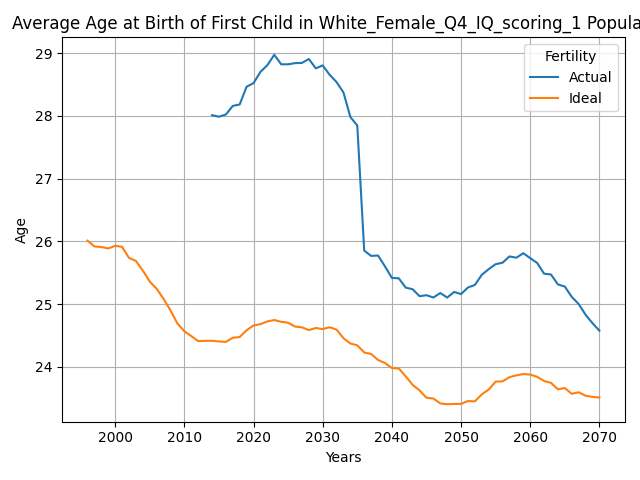 Average Age at Birth of First Child in White_Female_Q4_IQ_scoring_1 Popula
Fertility
Actual
Ideal
29
28
27
26
25
24
Age
2000 2010 2020 2030 2040 2050 2060 2070
Years